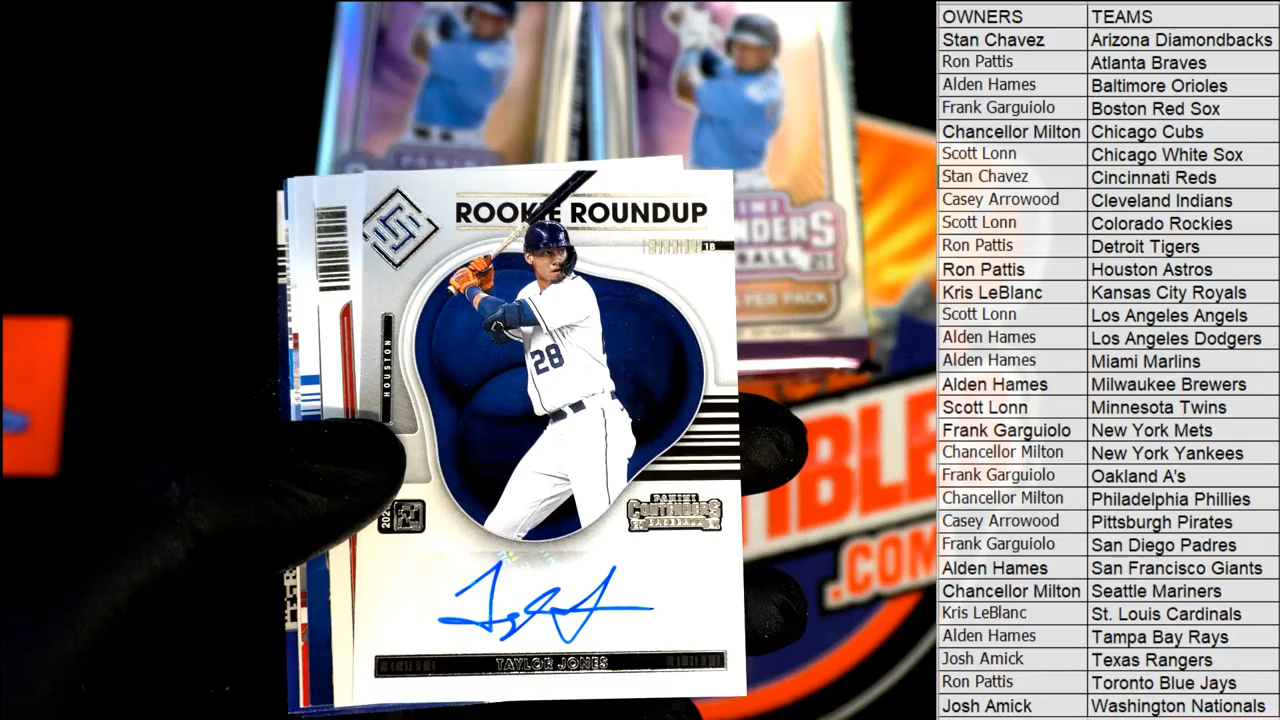 OWNERS TEAMS
Stan Chavez Arizona Diamondbacks
Ron Pattis Atlanta Braves
Alden Hames Baltimore Orioles
Frank Garguiolo Boston Red Sox
Chancellor Milton Chicago Cubs
Scott Lonn Chicago White Sox
Stan Chavez Cincinnati Reds
Casey Arrowood Cleveland Indians
Scott Lonn Colorado Rockies
Ron Pattis Detroit Tigers
Ron Pattis Houston Astros
Kris LeBlanc Kansas City Royals
Scott Lonn Los Angeles Angels
Alden Hames Los Angeles Dodgers
Alden Hames Miami Marlins
Alden Hames Milwaukee Brewers
Scott Lonn Minnesota Twins
Frank Garguiolo New York Mets
Chancellor Milton New York Yankees
Frank Garguiolo Oakland A's
Chancellor Milton Philadelphia Phillies
Casey Arrowood Pittsburgh Pirates
Frank Garguiolo San Diego Padres
Alden Hames San Francisco Giants
Chancellor Milton Seattle Mariners
Kris LeBlanc St. Louis Cardinals
Alden Hames Tampa Bay Rays
Josh Amick Texas Rangers
Ron Pattis Toronto Blue Jays
Josh Amick Washington Nationals
ROOKIE ROUNDUP
1B
HOUSTON
28
PANINI
CONTENDERS
BASEBALL
TAYLOR JONES
PER PACK
.COM